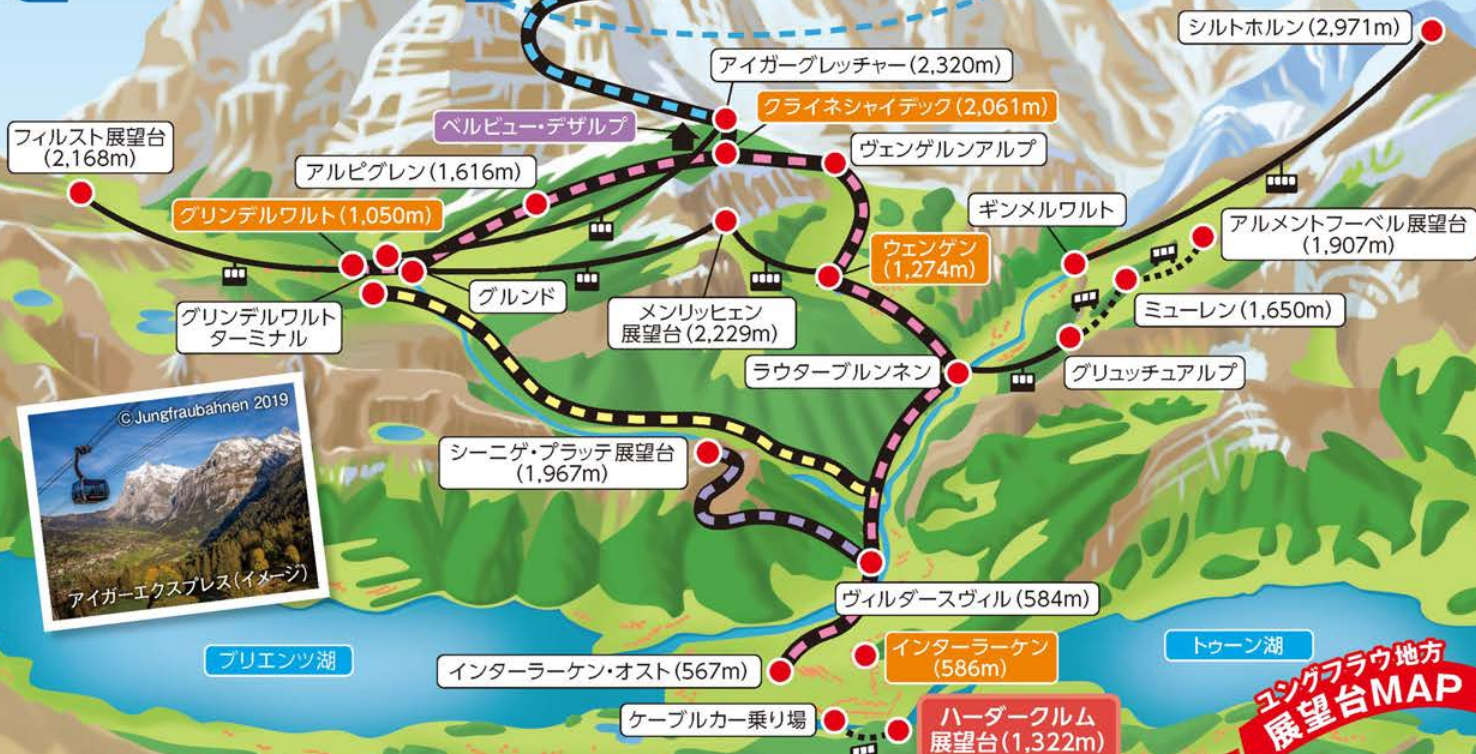 シルトホルン(2,971m)
アイガーグレッチャー(2,320m)
クライネシャイデック(2,061m)
ベルビュー・デザルプ
フィルスト展望台
(2,168m)
アルピグレン(1,616m)
ヴェンゲルンアルプ
グリンデルワルト(1,050m)
ギンメルワルト
アルメントフーベル展望台
(1,907m)
ウェンゲン
(1,274m)
グルンド
グリンデルワルト
ターミナル
メンリッヒェン
展望台(2,229m)
ミューレン(1,650m)
ラウターブルンネン
グリュッチュアルプ
©Jungfraubahnen 2019
アイガーエクスプレス(イメージ)
シーニゲ・プラッテ展望台
(1,967m)
ヴィルダースヴィル(584m)
ブリエンツ湖
インターラーケン
(586m)
トゥーン湖
インターラーケン・オスト(567m)
ユングフラウ地方
展望台MAP
ケーブルカー乗り場
ハーダークルム
展望台(1,322m)